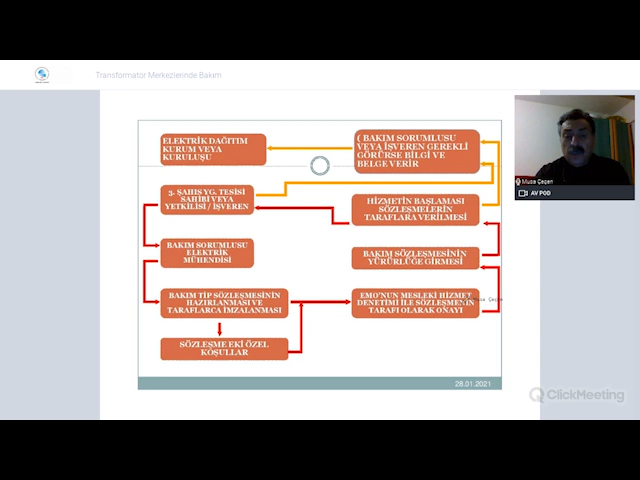 Transformatör Merkezlerinde Bakım
ELEKTRİK DAĞITIM
KURUM VEYA
KURULUŞU
( BAKIM SORUMLUSU
VEYA İŞVEREN GEREKLİ
GÖRÜRSE BİLGİ VE
BELGE VERİR
3. ŞAHIS YG. TESİSİ
SAHİBİ VEYA
YETKİLİSİ / İŞVEREN
HİZMETİN BAŞLAMASI
SÖZLEŞMELERİN
TARAFLARA VERİLMESİ
BAKIM SORUMLUSU
ELEKTRİK
MÜHENDİSİ
BAKIM SÖZLEŞMESİNİN
YÜRÜRLÜĞE GİRMESİ
BAKIM TİP SÖZLEŞMESİNİN
HAZIRLANMASI VE
TARAFLARCA İMZALANMASI
EMO'NUN MESLEKİ HİZMET
DENETİMİ İLE SÖZLEŞMENİN
TARAFI OLARAK ONAYI
Musa Çeçen
SÖZLEŞME EKİ ÖZEL
KOŞULLAR
28.01.2021
Musa Çeçen
AV POD
ClickMeeting